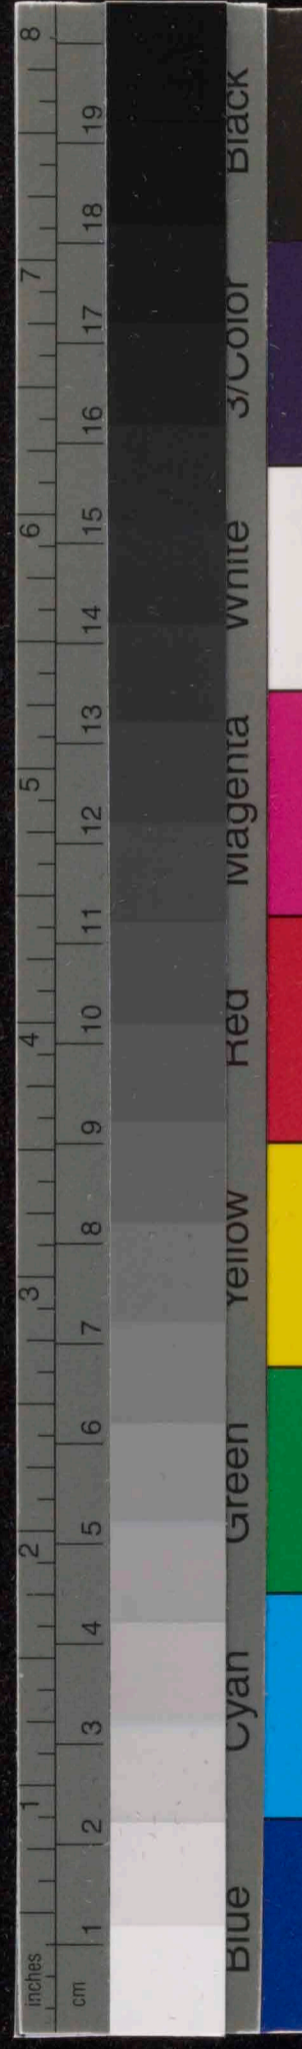 inches 1 2 3 4 5 6 7 8
cm 1 2 3 4 5 6 7 8 9 10 11 12 13 14 15 16 17 18 19
Blue Cyan Green Yellow Red Magenta White 3/Color Black